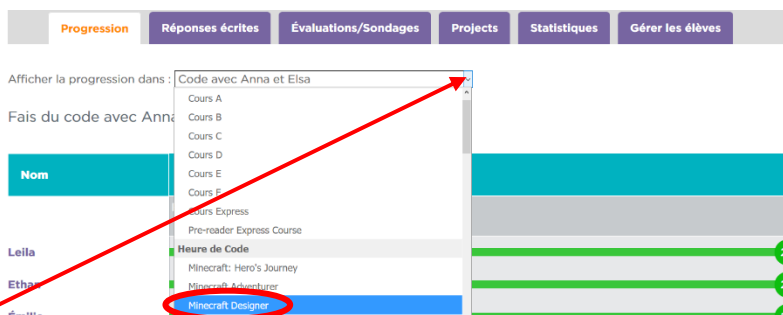 Progression Réponses écrites Évaluations/Sondages Projects Statistiques Gérer les élèves
Afficher la progression dans : Code avec Anna et Elsa
Cours A
Fais du code avec Anna
Cours B
Cours C
Cours D
Cours E
Nom
Cours F
Cours Express
Pre-reader Express Course
Heure de Code
Leila
Minecraft: Hero's Journey
Ethan
Minecraft Adventurer
Minecraft Designer